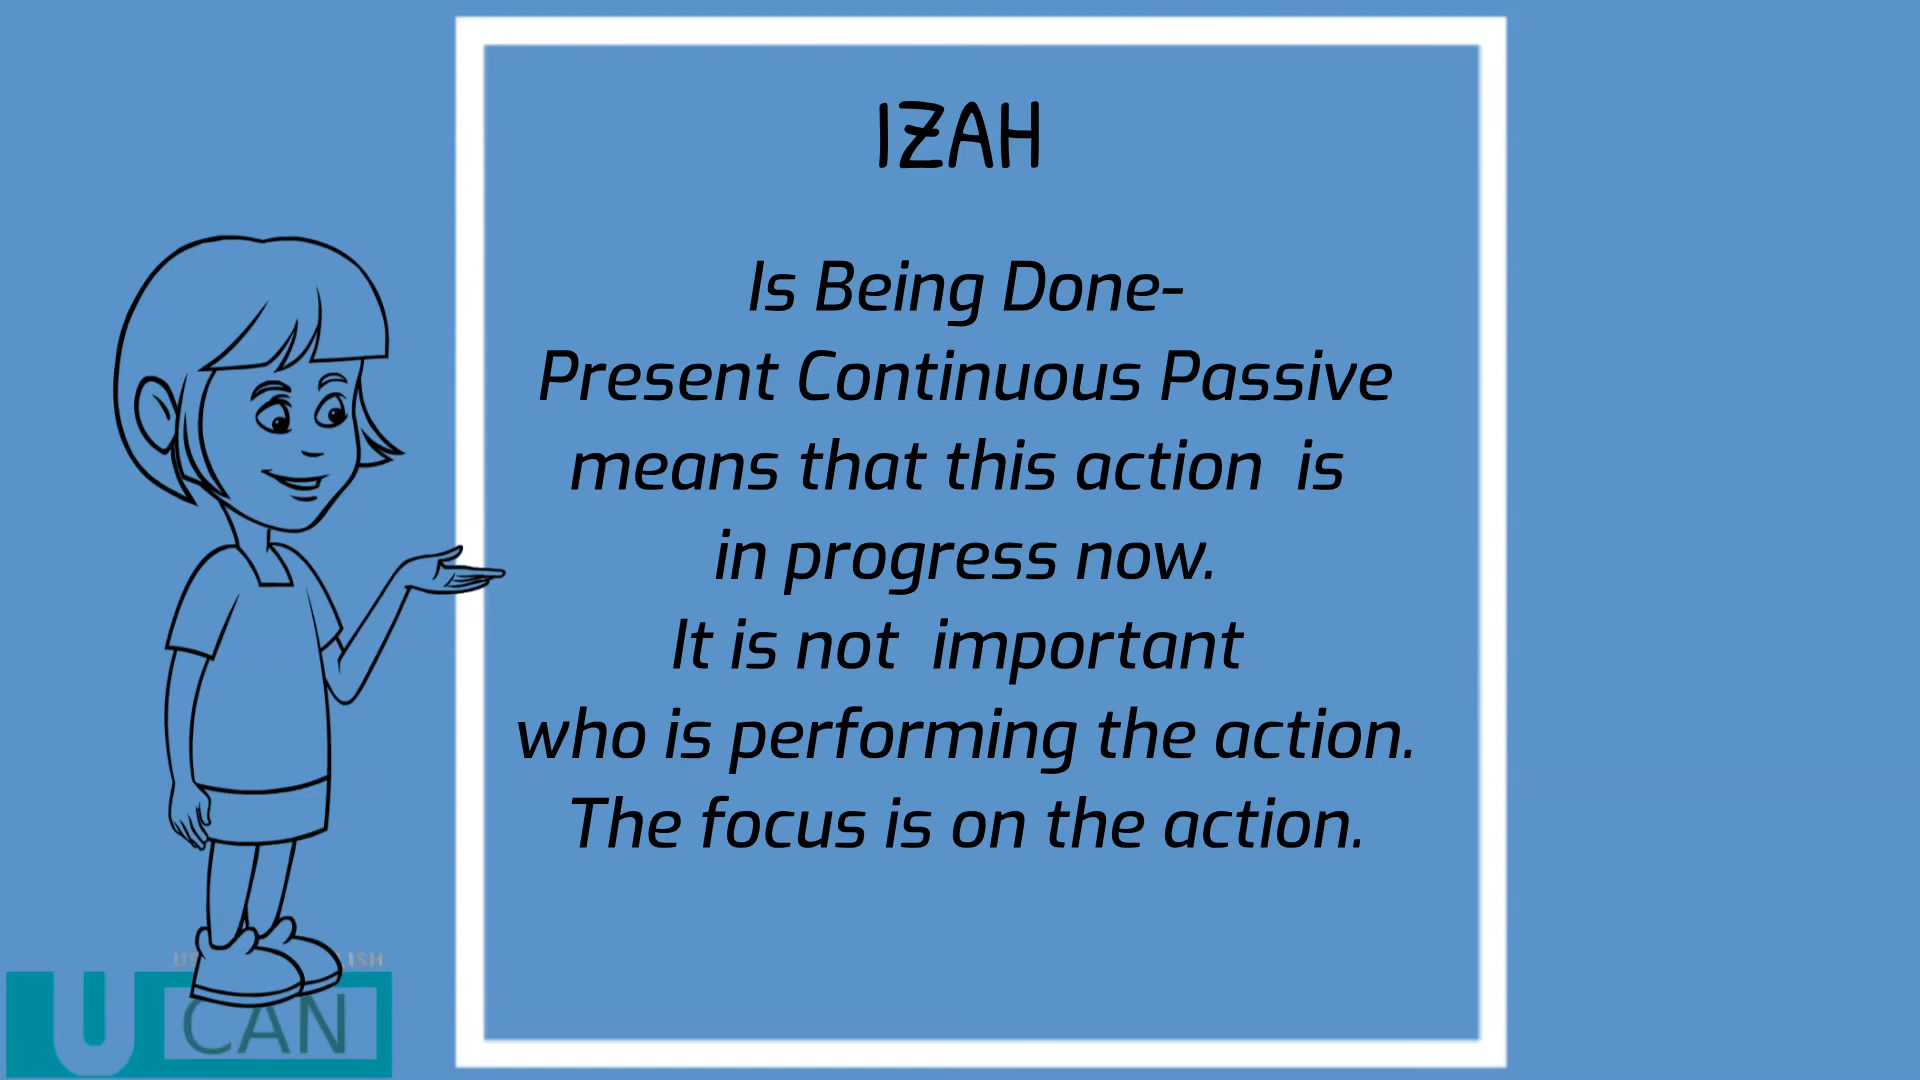 IZAH
Is Being Done-
Present Continuous Passive
means that this action is
in progress now.
It is not important
who is performing the action.
The focus is on the action.
U CAN